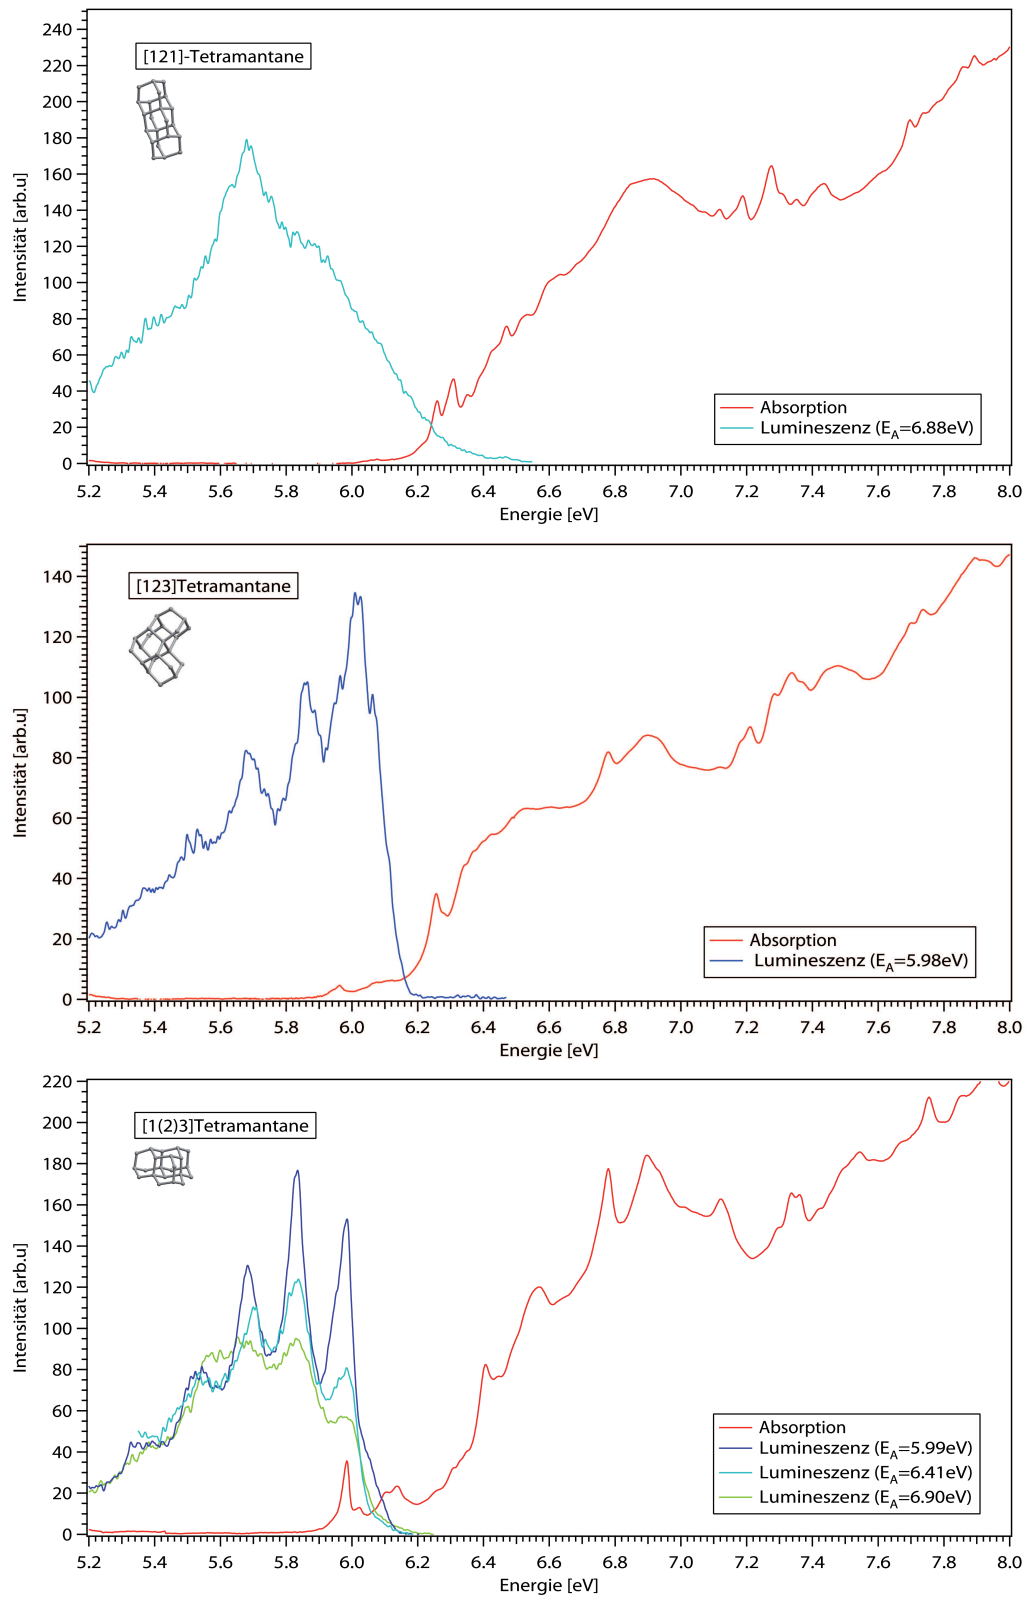 240
220
200
180
160
140
120
100
80
60
40
20
0
Intensität [arb.u]
[121]-Tetramantane
Absorption
Lumineszenz (EA=6.88eV)
5.2 5.4 5.6 5.8 6.0 6.2 6.4 6.6 6.8 7.0 7.2 7.4 7.6 7.8 8.0
Energie [eV]
140
120
100
80
60
40
20
0
Intensität [arb.u]
[123]Tetramantane
Absorption
Lumineszenz (EA=5.98eV)
5.2 5.4 5.6 5.8 6.0 6.2 6.4 6.6 6.8 7.0 7.2 7.4 7.6 7.8 8.0
Energie [eV]
220
200
180
160
140
120
100
80
60
40
20
0
Intensität [arb.u]
[1(2)3]Tetramantane
Absorption
Lumineszenz (EA=5.99eV)
Lumineszenz (EA=6.41eV)
Lumineszenz (EA=6.90eV)
5.2 5.4 5.6 5.8 6.0 6.2 6.4 6.6 6.8 7.0 7.2 7.4 7.6 7.8 8.0
Energie [eV]